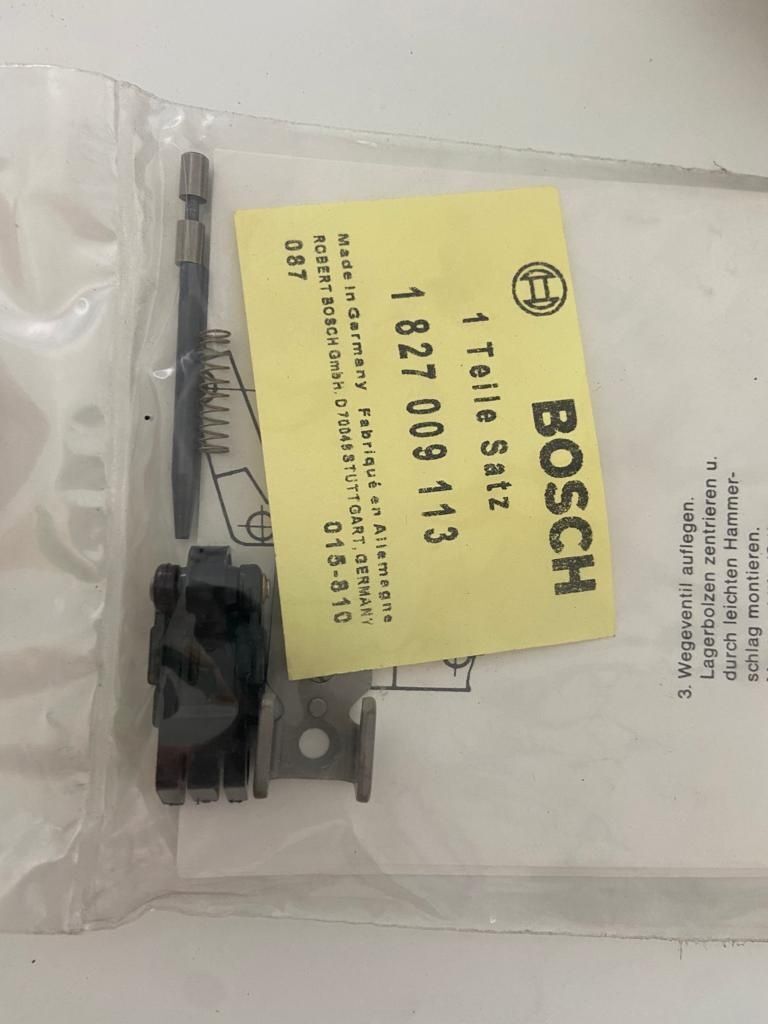 BOSCH
1 Teile Satz
1 827 009 113
Made in Germany Fabriqué en Allemagne
ROBERT BOSCH GmbH. D 70049 STUTTGART, GERMANY
087 015-810
3. Wegeventil auflegen.
Lagerbolzen zentrieren u.
durch leichten Hammer-
schlag montieren.